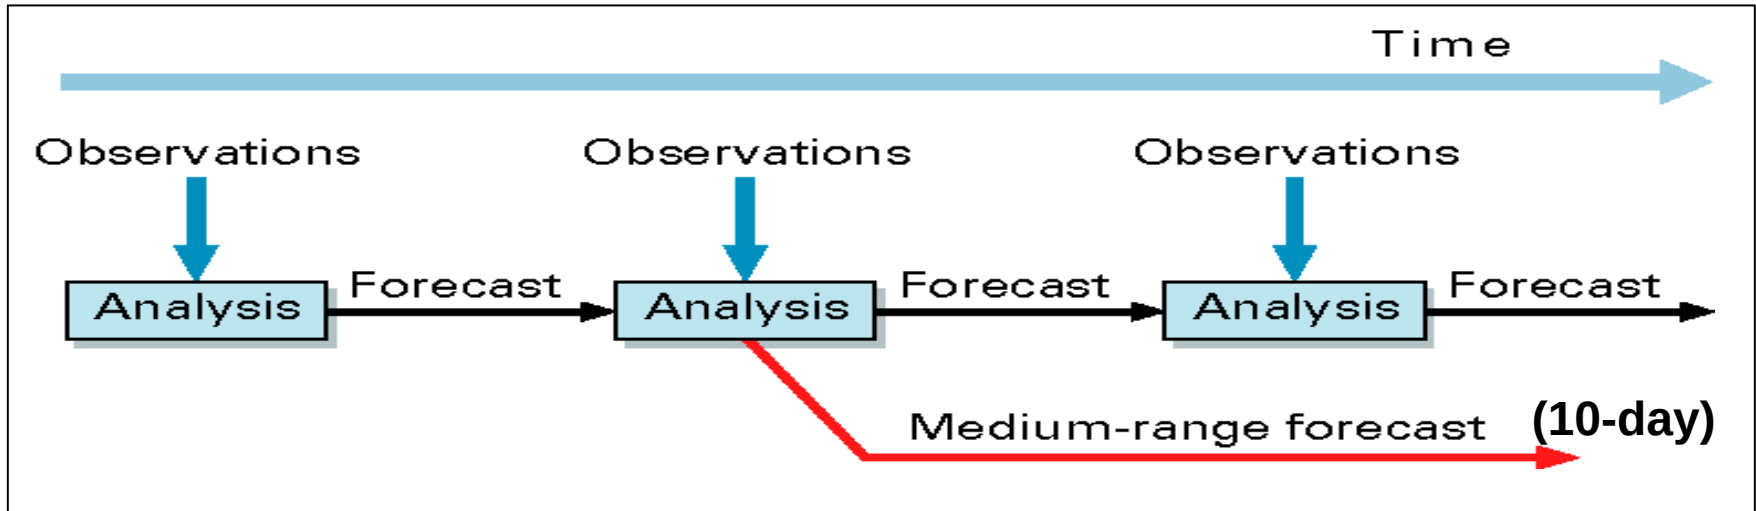 Time
Observations Observations Observations
Forecast Forecast Forecast
Analysis Analysis Analysis
Medium-range forecast (10-day)